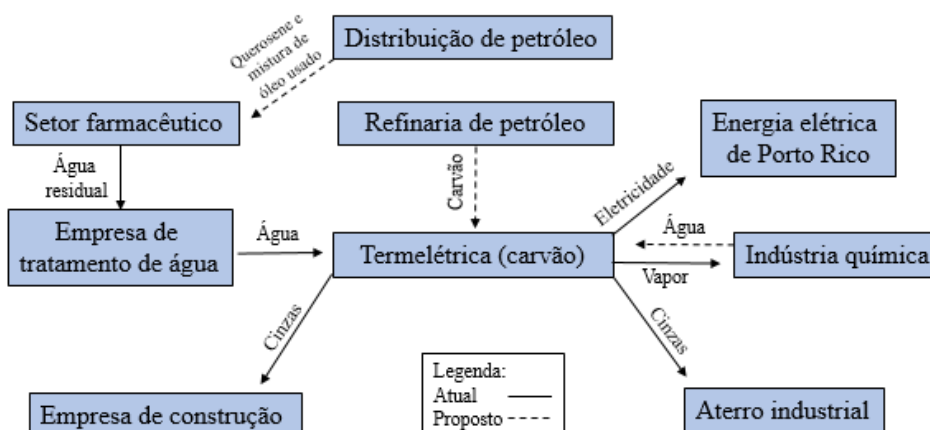 Distribuição de petróleo
Querosene e
mistura de
óleo usado
Setor farmacêutico
Refinaria de petróleo
Energia elétrica
de Porto Rico
Água
residual
Carvão
Eletricidade
Empresa de
tratamento de água
Água
Termelétrica (carvão)
Água
Vapor
Indústria química
Cinzas
Cinzas
Legenda:
Atual
Proposto
Empresa de construção
Aterro industrial